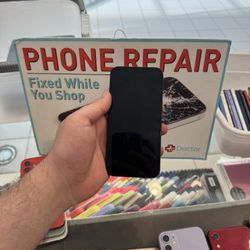 PHONE REPAIR
Fixed While
You Shop
Doctor